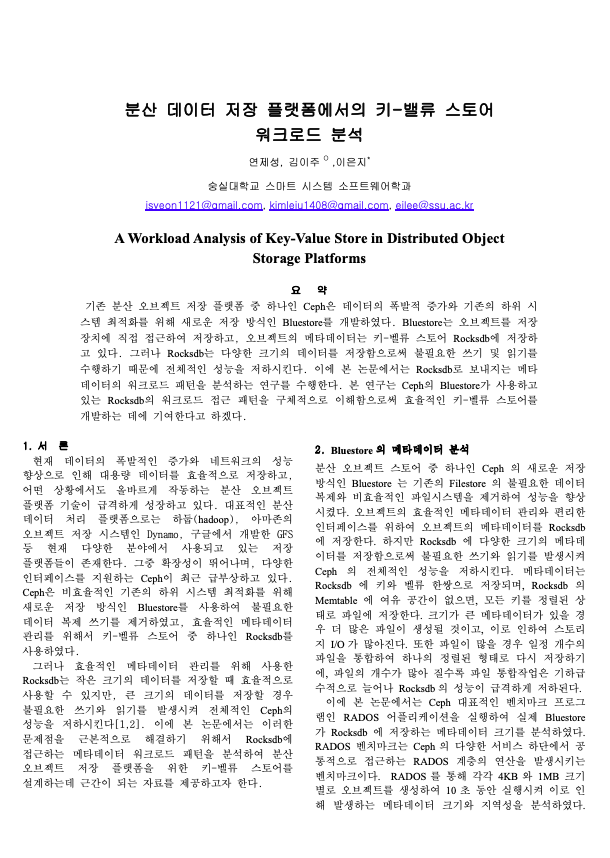 분산 데이터 저장 플랫폼에서의 키-밸류 스토어
워크로드 분석
연제성, 김이주 O ,이은지*
숭실대학교 스마트 시스템 소프트웨어학과
jsyeon1121@gmail.com, kimleju1408@gmail.com, ejlee@ssu.ac.kr
A Workload Analysis of Key-Value Store in Distributed Object
Storage Platforms
요 약
기존 분산 오브젝트 저장 플랫폼 중 하나인 Ceph은 데이터의 폭발적 증가와 기존의 하위 시
스템 최적화를 위해 새로운 저장 방식인 Bluestore를 개발하였다. Bluestore는 오브젝트를 저장
장치에 직접 접근하여 저장하고, 오브젝트의 메타데이터는 키-벨류 스토어 Rocksdb에 저장하
고 있다. 그러나 Rocksdb는 다양한 크기의 데이터를 저장함으로써 불필요한 쓰기 및 읽기를
수행하기 때문에 전체적인 성능을 저하시킨다. 이에 본 논문에서는 Rocksdb로 보내지는 메타
데이터의 워크로드 패턴을 분석하는 연구를 수행한다. 본 연구는 Ceph의 Bluestore가 사용하고
있는 Rocksdb의 워크로드 접근 패턴을 구체적으로 이해함으로써 효율적인 키-벨류 스토어를
개발하는 데에 기여한다고 하겠다.
1. 서 론
현재 데이터의 폭발적인 증가와 네트워크의 성능
향상으로 인해 대용량 데이터를 효율적으로 저장하고,
어떤 상황에서도 올바르게 작동하는 분산 오브젝트
플랫폼 기술이 급격하게 성장하고 있다. 대표적인 분산
데이터 처리 플랫폼으로는 하둡(hadoop), 아마존의
오브젝트 저장 시스템인 Dynamo, 구글에서 개발한 GFS
등 현재 다양한 분야에서 사용되고 있는 저장
플랫폼들이 존재한다. 그중 확장성이 뛰어나며, 다양한
인터페이스를 지원하는 Ceph이 최근 급부상하고 있다.
Ceph은 비효율적인 기존의 하위 시스템 최적화를 위해
새로운 저장 방식인 Bluestore를 사용하여 불필요한
데이터 복제 쓰기를 제거하였고, 효율적인 메타데이터
관리를 위해서 키-벨류 스토어 중 하나인 Rocksdb를
사용하였다.
그러나 효율적인 메타데이터 관리를 위해 사용한
Rocksdb는 작은 크기의 데이터를 저장할 때 효율적으로
사용할 수 있지만, 큰 크기의 데이터를 저장할 경우
불필요한 쓰기와 읽기를 발생시켜 전체적인 Ceph의
성능을 저하시킨다[1,2]. 이에 본 논문에서는 이러한
문제점을 근본적으로 해결하기 위해서 Rocksdb에
접근하는 메타데이터 워크로드 패턴을 분석하여 분산
오브젝트 저장 플랫폼을 위한 키-벨류 스토어를
설계하는데 근간이 되는 자료를 제공하고자 한다.
2. Bluestore 의 메타데이터 분석
분산 오브젝트 스토어 중 하나인 Ceph 의 새로운 저장
방식인 Bluestore 는 기존의 Filestore 의 불필요한 데이터
복제와 비효율적인 파일시스템을 제거하여 성능을 향상
시켰다. 오브젝트의 효율적인 메타데이터 관리와 편리한
인터페이스를 위하여 오브젝트의 메타데이터를 Rocksdb
에 저장한다. 하지만 Rocksdb 에 다양한 크기의 메타데
이터를 저장함으로써 불필요한 쓰기와 읽기를 발생시켜
Ceph 의 전체적인 성능을 저하시킨다. 메타데이터는
Rocksdb 에 키와 벨류 한쌍으로 저장되며, Rocksdb 의
Memtable 에 여유 공간이 없으면, 모든 키를 정렬된 상
태로 파일에 저장한다. 크기가 큰 메타데이터가 있을 경
우 더 많은 파일이 생성될 것이고, 이로 인하여 스토리
지 I/O 가 많아진다. 또한 파일이 많을 경우 일정 개수의
파일을 통합하여 하나의 정렬된 형태로 다시 저장하기
에, 파일의 개수가 많아 질수록 파일 통합작업은 기하급
수적으로 늘어나 Rocksdb 의 성능이 급격하게 저하된다.
이에 본 논문에서는 Ceph 대표적인 벤치마크 프로그
램인 RADOS 어플리케이션을 실행하여 실제 Bluestore
가 Rocksdb 에 저장하는 메타데이터 크기를 분석하였다.
RADOS 벤치마크는 Ceph 의 다양한 서비스 하단에서 공
통적으로 접근하는 RADOS 계층의 연산을 발생시키는
벤치마크이다. RADOS 를 통해 각각 4KB 와 1MB 크기
별로 오브젝트를 생성하여 10 초 동안 실행시켜 이로 인
해 발생하는 메타데이터 크기와 지역성을 분석하였다.